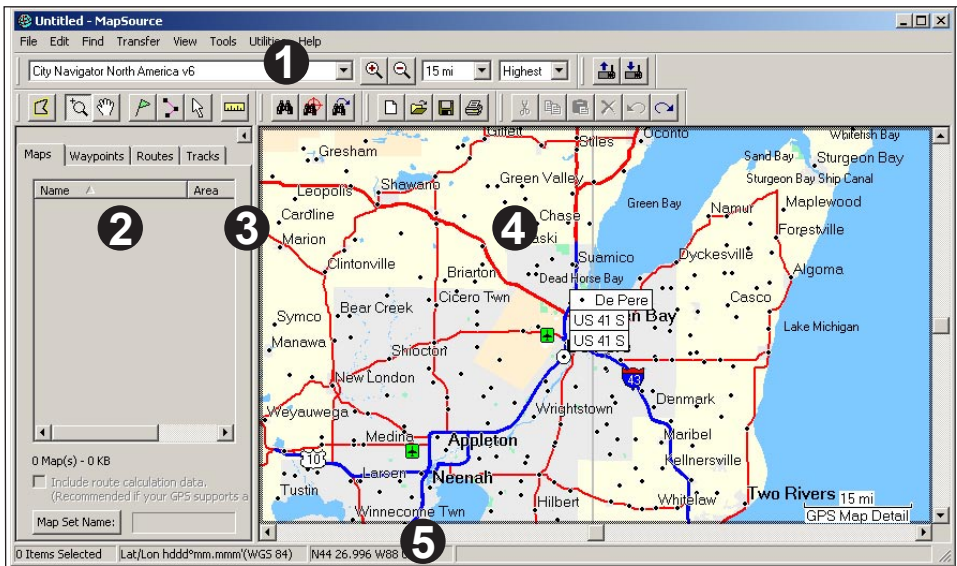 Untitled - MapSource
File Edit Find Transfer View Tools Utilities Help
City Navigator North America v6 15 mi Highest
1
Maps Waypoints Routes Tracks
Name Area
2
3
4
5
0 Map(s) - 0 KB
Include route calculation data.
(Recommended if your GPS supports a
Map Set Name:
Gillett
Stiles
Oconto
Whitefish Bay
Gresham
Sand Bay
Sturgeon Bay
Shawano
Green Valley
Sturgeon Bay Ship Canal
Leopolis
Green Bay
Namur
Maplewood
Caroline
Chase
Forestville
Marion
Suamico
Dyckesville
Clintonville
Briarton
Dead Horse Bay
Algoma
Cicero Twn
De Pere
Casco
Bear Creek
US 41 S
Symco
US 41 S
Lake Michigan
Manawa
Shiocton
New London
43
Denmark
Weyauwega
Wrightstown
Medina
Appleton
Maribel
10
Kellnersville
Larsen
Neenah
Tustin
Hilbert
Whitelaw
Two Rivers
15 mi
Winneconne Twn
GPS Map Detail
0 Items Selected Lat/Lon hddd°mm.mmm'(WGS 84) N44 26.996 W88